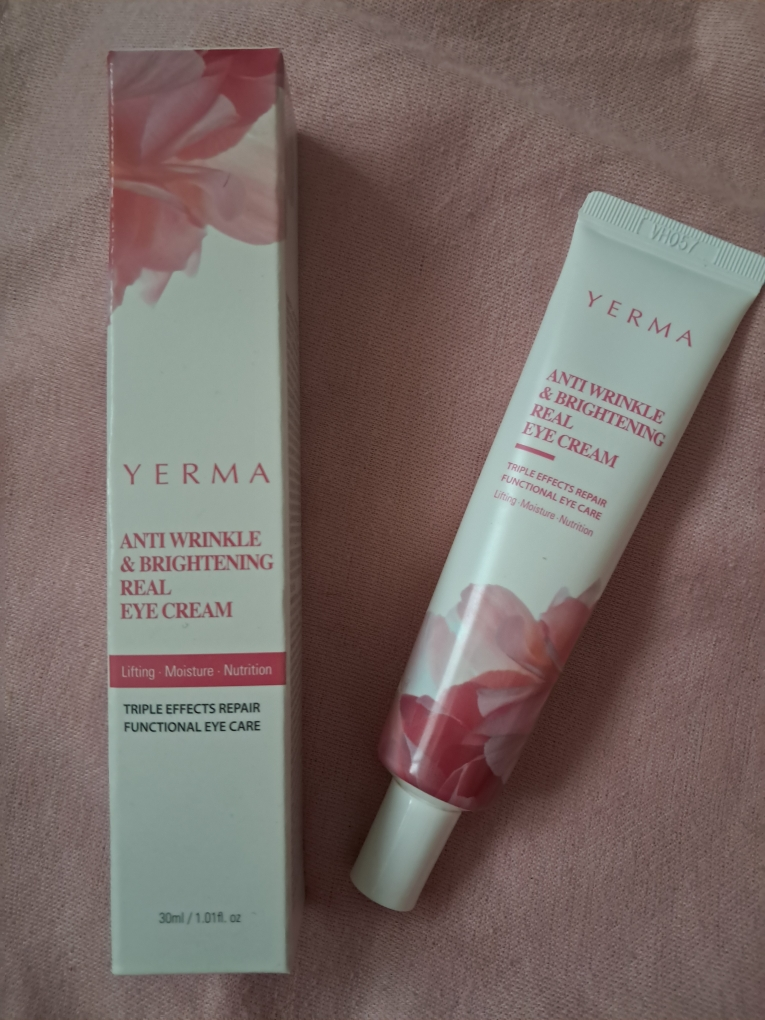 YERMA
ANTI WRINKLE
& BRIGHTENING
REAL
EYE CREAM
Lifting · Moisture · Nutrition
TRIPLE EFFECTS REPAIR
FUNCTIONAL EYE CARE
30ml / 1.01fl. oz
VH057
YERMA
ANTI WRINKLE
& BRIGHTENING
REAL
EYE CREAM
TRIPLE EFFECTS REPAIR
FUNCTIONAL EYE CARE
Lifting·Moisture·Nutrition